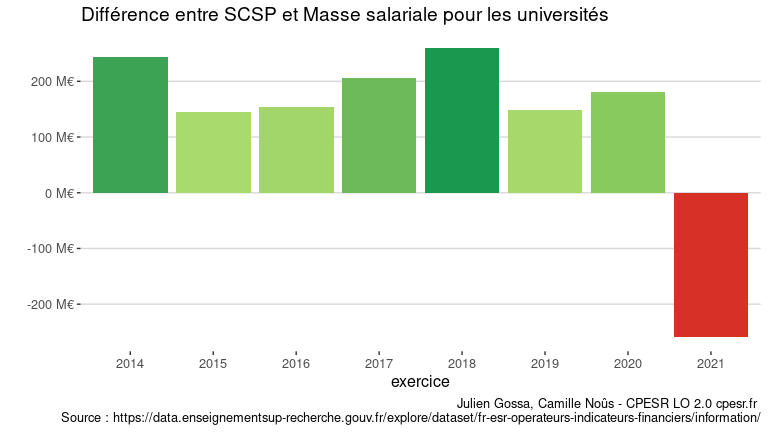 Différence entre SCSP et Masse salariale pour les universités
200 M€
100 M€
0 M€
-100 M€
-200 M€
2014 2015 2016 2017 2018 2019 2020 2021
exercice
Julien Gossa, Camille Noûs - CPESR LO 2.0 cpesr.fr
Source : https://data.enseignementsup-recherche.gouv.fr/explore/dataset/fr-esr-operateurs-indicateurs-financiers/information/